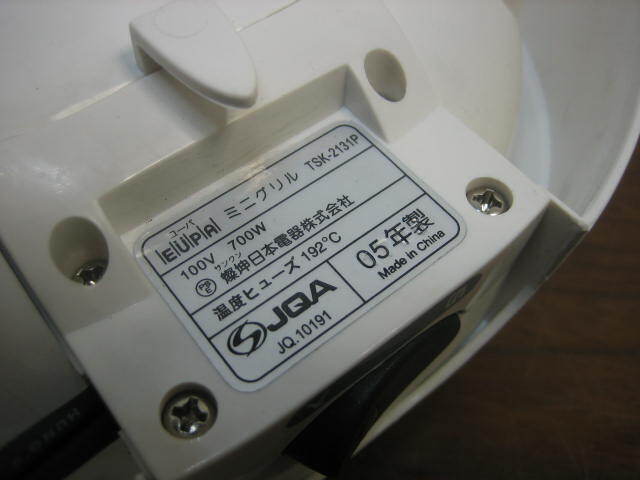 ユーパ
EUPA ミニグリル TSK-2131P
100V 700W
サンクン
PSE 燦坤日本電器株式会社
温度ヒューズ 192°C
JQA
JQ.10191
05年製
Made in China